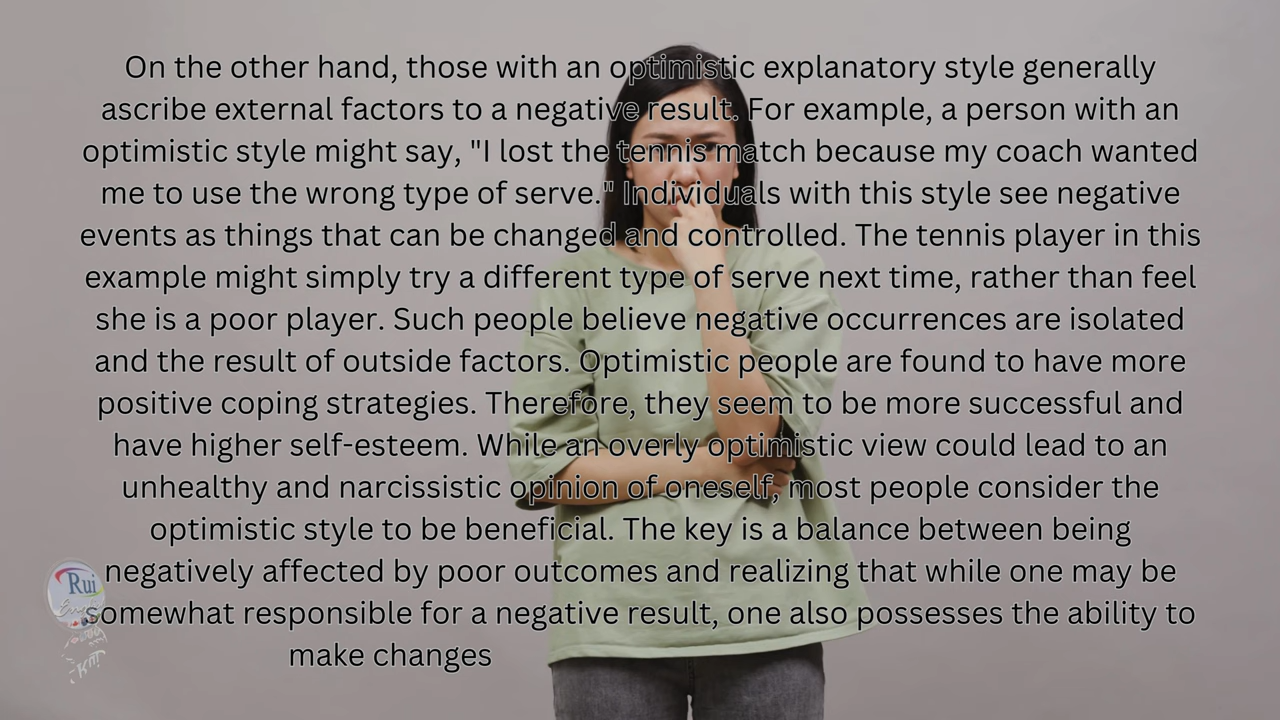 On the other hand, those with an optimistic explanatory style generally
ascribe external factors to a negative result. For example, a person with an
optimistic style might say, "I lost the tennis match because my coach wanted
me to use the wrong type of serve." Individuals with this style see negative
events as things that can be changed and controlled. The tennis player in this
example might simply try a different type of serve next time, rather than feel
she is a poor player. Such people believe negative occurrences are isolated
and the result of outside factors. Optimistic people are found to have more
positive coping strategies. Therefore, they seem to be more successful and
have higher self-esteem. While an overly optimistic view could lead to an
unhealthy and narcissistic opinion of oneself, most people consider the
optimistic style to be beneficial. The key is a balance between being
negatively affected by poor outcomes and realizing that while one may be
somewhat responsible for a negative result, one also possesses the ability to
make changes
Rui